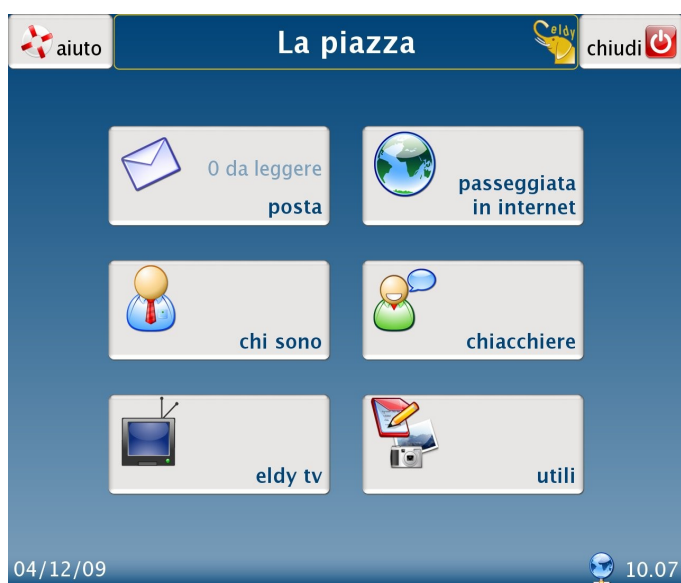 aiuto
La piazza
eldy
chiudi
0 da leggere
posta
passeggiata
in internet
chi sono
chiacchiere
eldy tv
utili
04/12/09
10.07